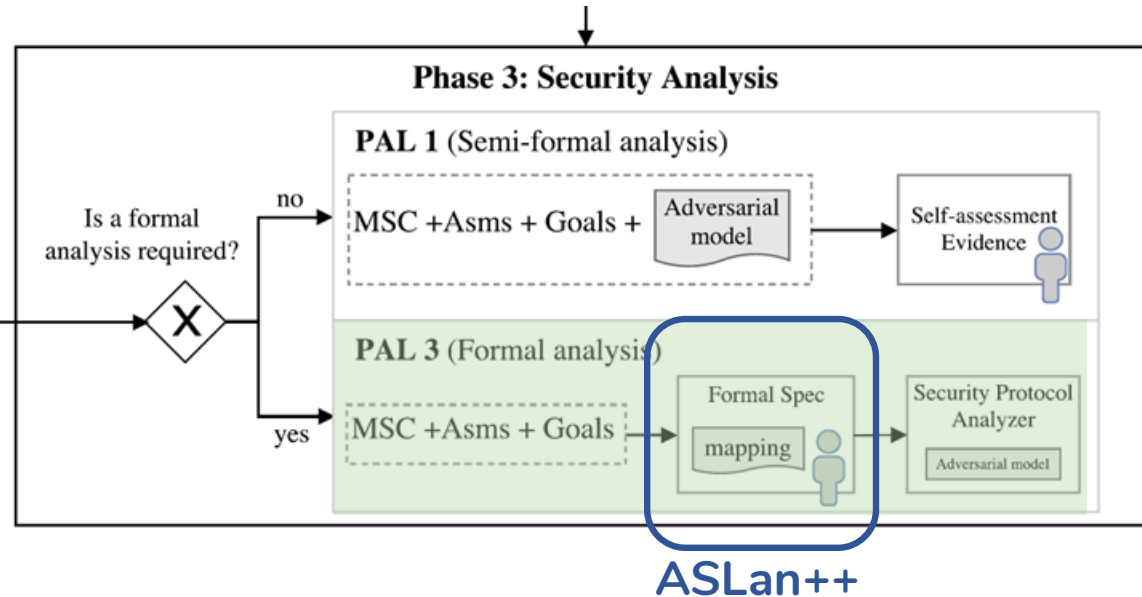 Phase 3: Security Analysis
PAL 1 (Semi-formal analysis)
Is a formal
analysis required?
no
MSC +Asms + Goals +
Adversarial
model
Self-assessment
Evidence
X
yes
PAL 3 (Formal analysis)
MSC +Asms + Goals
Formal Spec
mapping
Security Protocol
Analyzer
Adversarial model
ASLan++